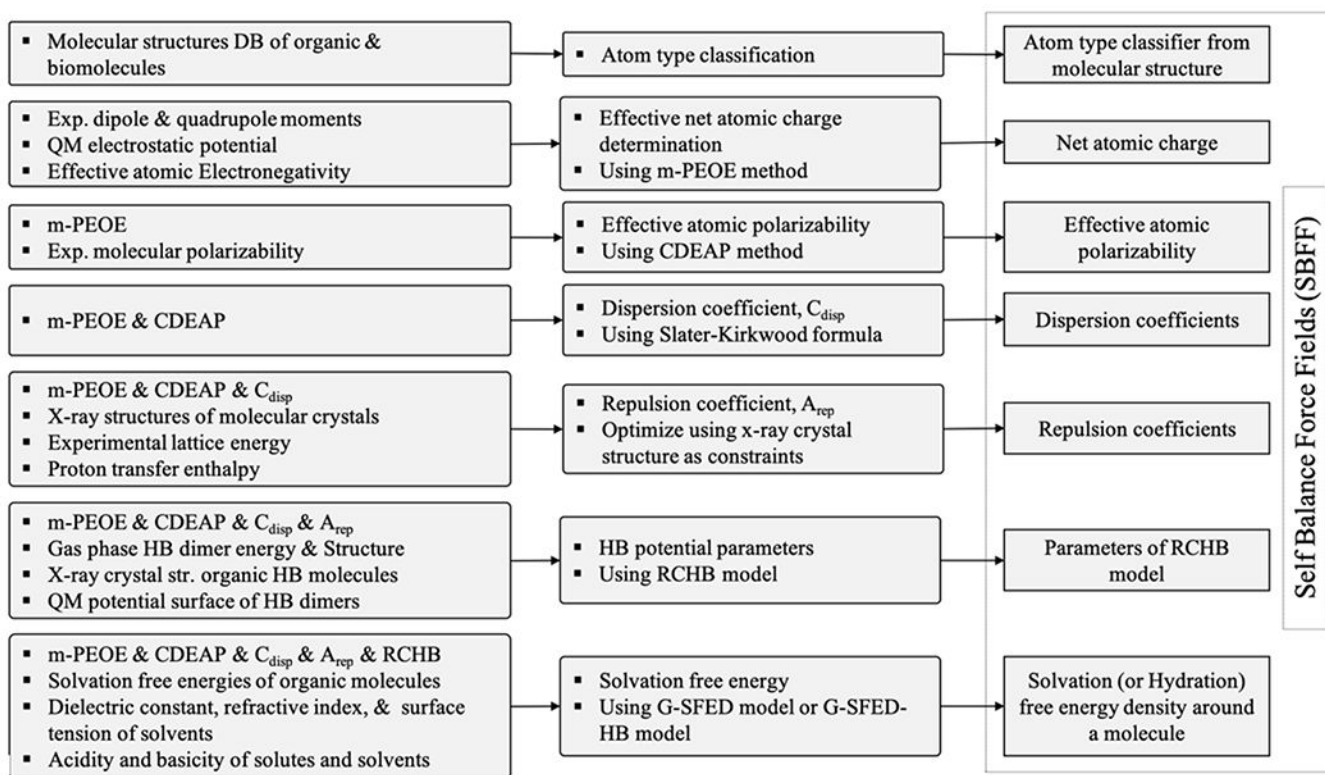 ▪ Molecular structures DB of organic &
biomolecules
▪ Atom type classification
Atom type classifier from
molecular structure
▪ Exp. dipole & quadrupole moments
▪ QM electrostatic potential
▪ Effective atomic Electronegativity
▪ Effective net atomic charge
determination
▪ Using m-PEOE method
Net atomic charge
▪ m-PEOE
▪ Exp. molecular polarizability
▪ Effective atomic polarizability
▪ Using CDEAP method
Effective atomic
polarizability
▪ m-PEOE & CDEAP
▪ Dispersion coefficient, Cdisp
▪ Using Slater-Kirkwood formula
Dispersion coefficients
▪ m-PEOE & CDEAP & Cdisp
▪ X-ray structures of molecular crystals
▪ Experimental lattice energy
▪ Proton transfer enthalpy
▪ Repulsion coefficient, Arep
▪ Optimize using x-ray crystal
structure as constraints
Repulsion coefficients
▪ m-PEOE & CDEAP & Cdisp & Arep
▪ Gas phase HB dimer energy & Structure
▪ X-ray crystal str. organic HB molecules
▪ QM potential surface of HB dimers
▪ HB potential parameters
▪ Using RCHB model
Parameters of RCHB
model
▪ m-PEOE & CDEAP & Cdisp & Arep & RCHB
▪ Solvation free energies of organic molecules
▪ Dielectric constant, refractive index, & surface
tension of solvents
▪ Acidity and basicity of solutes and solvents
▪ Solvation free energy
▪ Using G-SFED model or G-SFED-
HB model
Solvation (or Hydration)
free energy density around
a molecule
Self Balance Force Fields (SBFF)